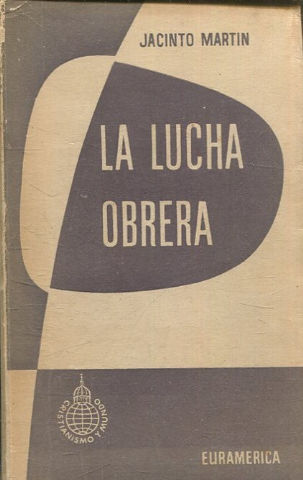 JACINTO MARTIN
LA LUCHA
OBRERA
CRISTIANISMO Y MUNDO
EURAMERICA